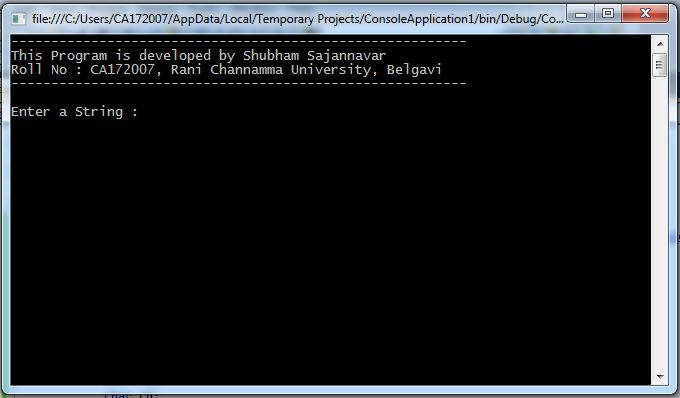 file:///C:/Users/CA172007/AppData/Local/Temporary Projects/ConsoleApplication1/bin/Debug/Co...
---------------------------------------------------------
This Program is developed by Shubham Sajannavar
Roll No : CA172007, Rani Channamma University, Belgavi
---------------------------------------------------------
Enter a String :